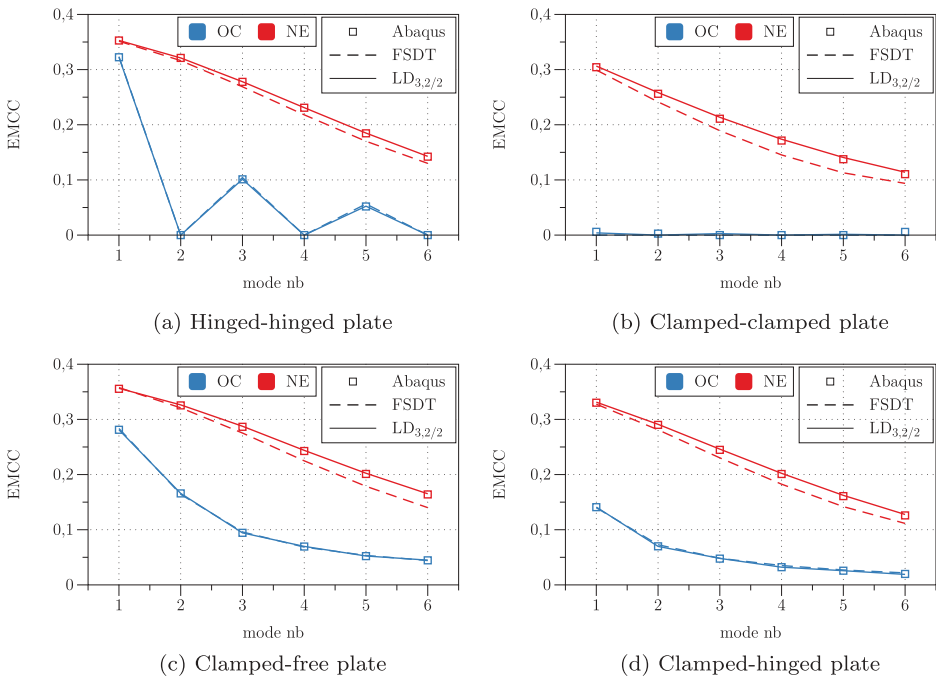 0,4
0,3
0,2
0,1
0
EMCC
OC NE
Abaqus
FSDT
LD3,2/2
1 2 3 4 5 6
mode nb
(a) Hinged-hinged plate
0,4
0,3
0,2
0,1
0
EMCC
OC NE
Abaqus
FSDT
LD3,2/2
1 2 3 4 5 6
mode nb
(b) Clamped-clamped plate
0,4
0,3
0,2
0,1
0
EMCC
OC NE
Abaqus
FSDT
LD3,2/2
1 2 3 4 5 6
mode nb
(c) Clamped-free plate
0,4
0,3
0,2
0,1
0
EMCC
OC NE
Abaqus
FSDT
LD3,2/2
1 2 3 4 5 6
mode nb
(d) Clamped-hinged plate